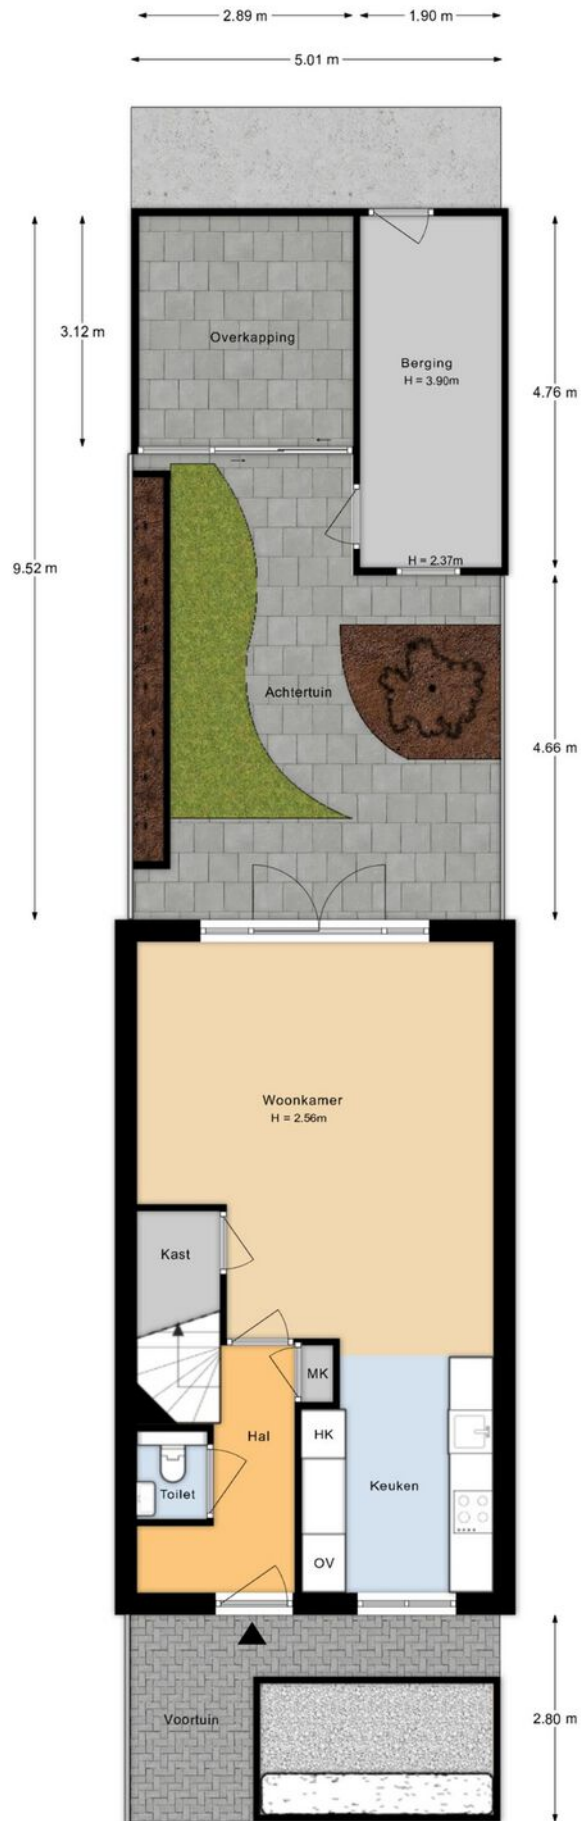 2.89 m
1.90 m
5.01 m
3.12 m
Overkapping
Berging
H = 3.90m
4.76 m
9.52 m
H = 2.37m
Achtertuin
4.66 m
Woonkamer
H = 2.56m
Kast
MK
Hal
HK
Keuken
Toilet
OV
Voortuin
2.80 m